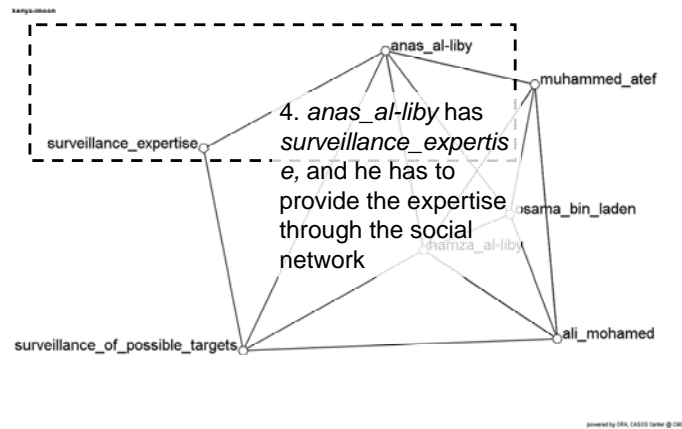 kenya-imoon
anas_al-liby
muhammed_atef
4. anas_al-liby has
surveillance_expertis
e, and he has to
provide the expertise
through the social
network
surveillance_expertise
osama_bin_laden
hamza_al-liby
ali_mohamed
surveillance_of_possible_targets
powered by ORA, CASOS Center @ CMU